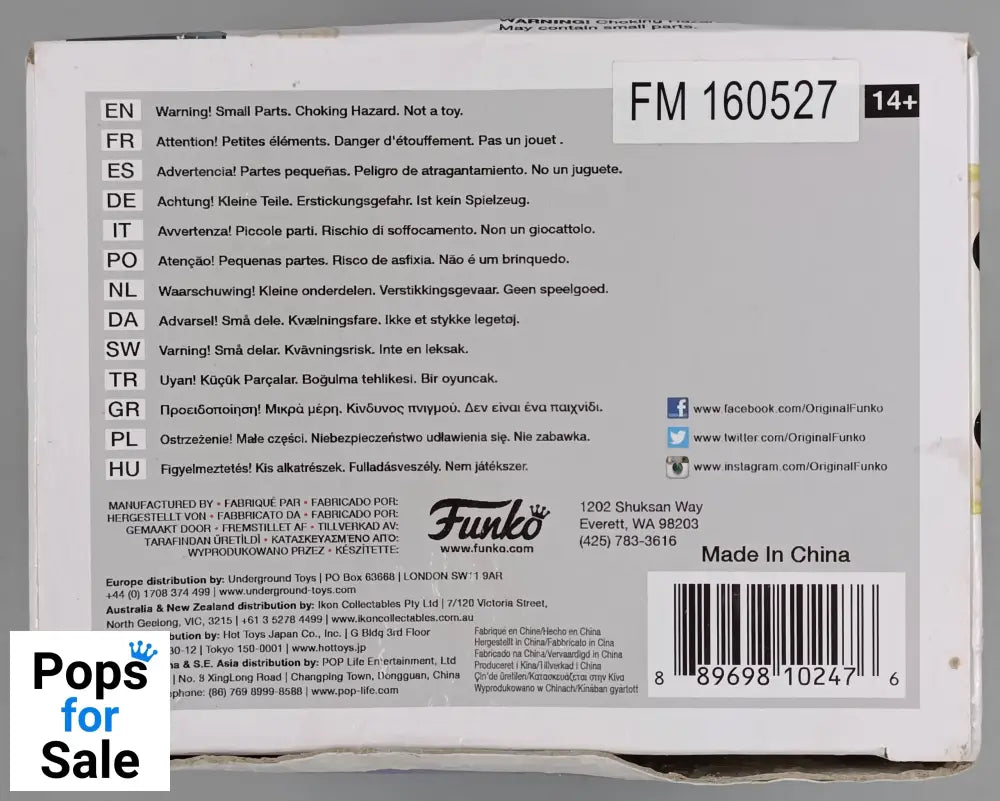 WARNING! Choking Hazard
May contain small parts.
FM 160527
14+
EN Warning! Small Parts. Choking Hazard. Not a toy.
FR Attention! Petites éléments. Danger d'étouffement. Pas un jouet .
ES Advertencia! Partes pequeñas. Peligro de atragantamiento. No un juguete.
DE Achtung! Kleine Teile. Erstickungsgefahr. Ist kein Spielzeug.
IT Avvertenza! Piccole parti. Rischio di soffocamento. Non un giocattolo.
PO Atenção! Pequenas partes. Risco de asfixia. Não é um brinquedo.
NL Waarschuwing! Kleine onderdelen. Verstikkingsgevaar. Geen speelgoed.
DA Advarsel! Små dele. Kvælningsfare. Ikke et stykke legetøj.
SW Varning! Små delar. Kvävningsrisk. Inte en leksak.
TR Uyarı! Küçük Parçalar. Boğulma tehlikesi. Bir oyuncak.
GR Προειδοποίηση! Μικρά μέρη. Κίνδυνος πνιγμού. Δεν είναι ένα παιχνίδι.
PL Ostrzeżenie! Małe części. Niebezpieczeństwo udławienia się. Nie zabawka.
HU Figyelmeztetés! Kis alkatrészek. Fulladásveszély. Nem játékszer.
www.facebook.com/OriginalFunko
www.twitter.com/OriginalFunko
www.instagram.com/OriginalFunko
MANUFACTURED BY • FABRIQUÉ PAR • FABRICADO POR:
HERGESTELLT VON • FABBRICATO DA • FABRICADO POR:
GEMAAKT DOOR • FREMSTILLET AF • TILLVERKAD AV:
TARAFINDAN ÜRETİLDİ • ΚΑΤΑΣΚΕΥΑΣΜΈΝΟ ΑΠΌ:
WYPRODUKOWANO PRZEZ • KÉSZÍTETTE:
Funko
www.funko.com
1202 Shuksan Way
Everett, WA 98203
(425) 783-3616
Made In China
Europe distribution by: Underground Toys | PO Box 63668 | LONDON SW11 9AR
+44 (0) 1708 374 499 | www.underground-toys.com
Australia & New Zealand distribution by: Ikon Collectables Pty Ltd | 7/120 Victoria Street,
North Geelong, VIC, 3215 | +61 3 5278 4499 | www.ikoncollectables.com.au
bution by: Hot Toys Japan Co., Inc. | G Bldg 3rd Floor
30-12 | Tokyo 150-0001 | www.hottoys.jp
na & S.E. Asia distribution by: POP Life Entertainment, Ltd
| No. 8 XingLong Road | Changping Town, Dongguan, China
phone: (86) 769 8999-8588 | www.pop-life.com
Fabriqué en Chine/Hecho en China
Hergestellt in China/Fabbricato in Cina
Fabricado na China/Vervaardigd in China
Produceret i Kina/Tillverkad i China
Çin'de üretilen/Κατασκευάζεται στην Κίνα
Wyprodukowano w Chinach/Kínában gyártott
8 89698 10247 6
Pops
for
Sale